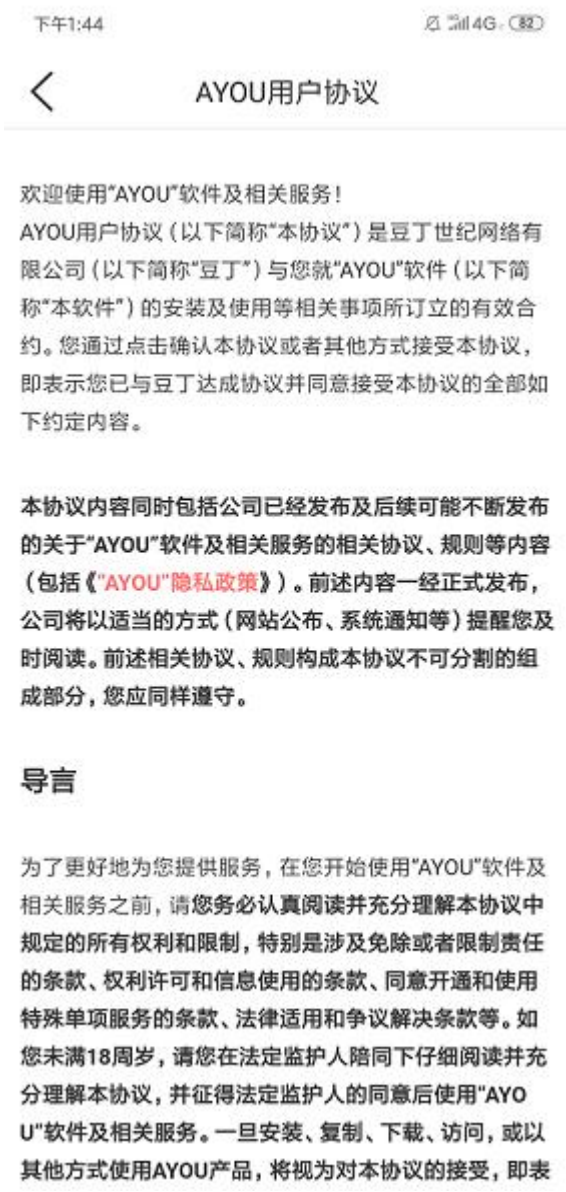 下午1:44
4G 82
AYOU用户协议
欢迎使用"AYOU"软件及相关服务！
AYOU用户协议（以下简称"本协议"）是豆丁世纪网络有
限公司（以下简称"豆丁"）与您就"AYOU"软件（以下简
称"本软件"）的安装及使用等相关事项所订立的有效合
约。您通过点击确认本协议或者其他方式接受本协议，
即表示您已与豆丁达成协议并同意接受本协议的全部如
下约定内容。
本协议内容同时包括公司已经发布及后续可能不断发布
的关于"AYOU"软件及相关服务的相关协议、规则等内容
（包括《"AYOU"隐私政策》）。前述内容一经正式发布，
公司将以适当的方式（网站公布、系统通知等）提醒您及
时阅读。前述相关协议、规则构成本协议不可分割的组
成部分，您应同样遵守。
导言
为了更好地为您提供服务，在您开始使用"AYOU"软件及
相关服务之前，请您务必认真阅读并充分理解本协议中
规定的所有权利和限制，特别是涉及免除或者限制责任
的条款、权利许可和信息使用的条款、同意开通和使用
特殊单项服务的条款、法律适用和争议解决条款等。如
您未满18周岁，请您在法定监护人陪同下仔细阅读并充
分理解本协议，并征得法定监护人的同意后使用"AYO
U"软件及相关服务。一旦安装、复制、下载、访问，或以
其他方式使用AYOU产品，将视为对本协议的接受，即表